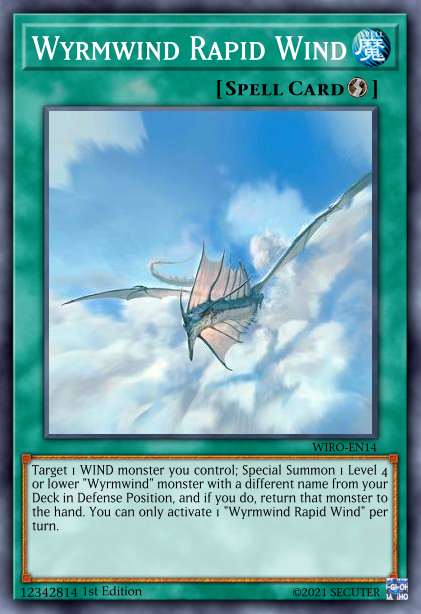 Wyrmwind Rapid Wind 魔
[Spell Card]
WIRO-EN14
Target 1 WIND monster you control; Special Summon 1 Level 4
or lower "Wyrmwind" monster with a different name from your
Deck in Defense Position, and if you do, return that monster to
the hand. You can only activate 1 "Wyrmwind Rapid Wind" per
turn.
12342814 1st Edition ©2021 SECUTER